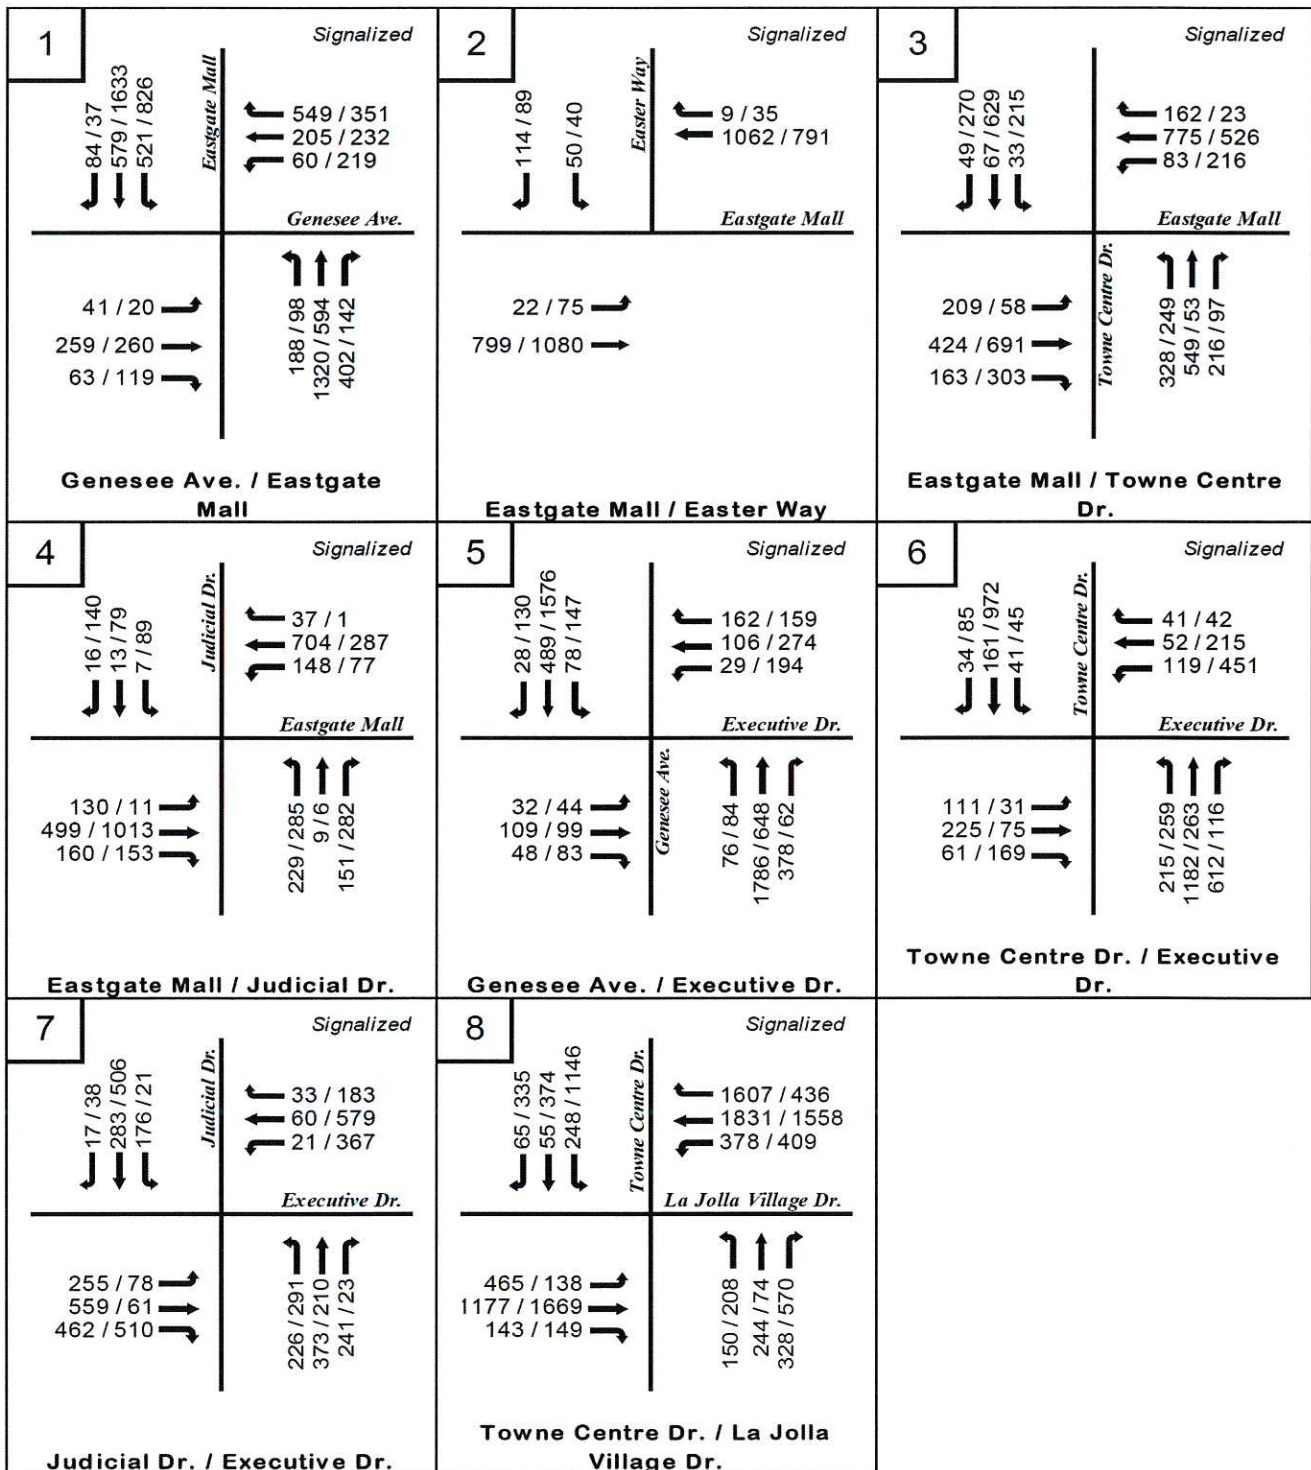 1
Signalized
84 / 37
579 / 1633
521 / 826
Eastgate Mall
549 / 351
205 / 232
60 / 219
Genesee Ave.
41 / 20
259 / 260
63 / 119
188 / 98
1320 / 594
402 / 142
Genesee Ave. / Eastgate
Mall
2
Signalized
114 / 89
50 / 40
Easter Way
9 / 35
1062 / 791
Eastgate Mall
22 / 75
799 / 1080
Eastgate Mall / Easter Way
3
Signalized
49 / 270
67 / 629
33 / 215
162 / 23
775 / 526
83 / 216
Eastgate Mall
209 / 58
424 / 691
163 / 303
Towne Centre Dr.
328 / 249
549 / 53
216 / 97
Eastgate Mall / Towne Centre
Dr.
4
Signalized
16 / 140
13 / 79
7 / 89
Judicial Dr.
37 / 1
704 / 287
148 / 77
Eastgate Mall
130 / 11
499 / 1013
160 / 153
229 / 285
9 / 6
151 / 282
Eastgate Mall / Judicial Dr.
5
Signalized
28 / 130
489 / 1576
78 / 147
162 / 159
106 / 274
29 / 194
Executive Dr.
32 / 44
109 / 99
48 / 83
Genesee Ave.
76 / 84
1786 / 648
378 / 62
Genesee Ave. / Executive Dr.
6
Signalized
34 / 85
161 / 972
41 / 45
Towne Centre Dr.
41 / 42
52 / 215
119 / 451
Executive Dr.
111 / 31
225 / 75
61 / 169
215 / 259
1182 / 263
612 / 116
Towne Centre Dr. / Executive
Dr.
7
Signalized
17 / 38
283 / 506
176 / 21
Judicial Dr.
33 / 183
60 / 579
21 / 367
Executive Dr.
255 / 78
559 / 61
462 / 510
226 / 291
373 / 210
241 / 23
Judicial Dr. / Executive Dr.
8
Signalized
65 / 335
55 / 374
248 / 1146
Towne Centre Dr.
1607 / 436
1831 / 1558
378 / 409
La Jolla Village Dr.
465 / 138
1177 / 1669
143 / 149
150 / 208
244 / 74
328 / 570
Towne Centre Dr. / La Jolla
Village Dr.